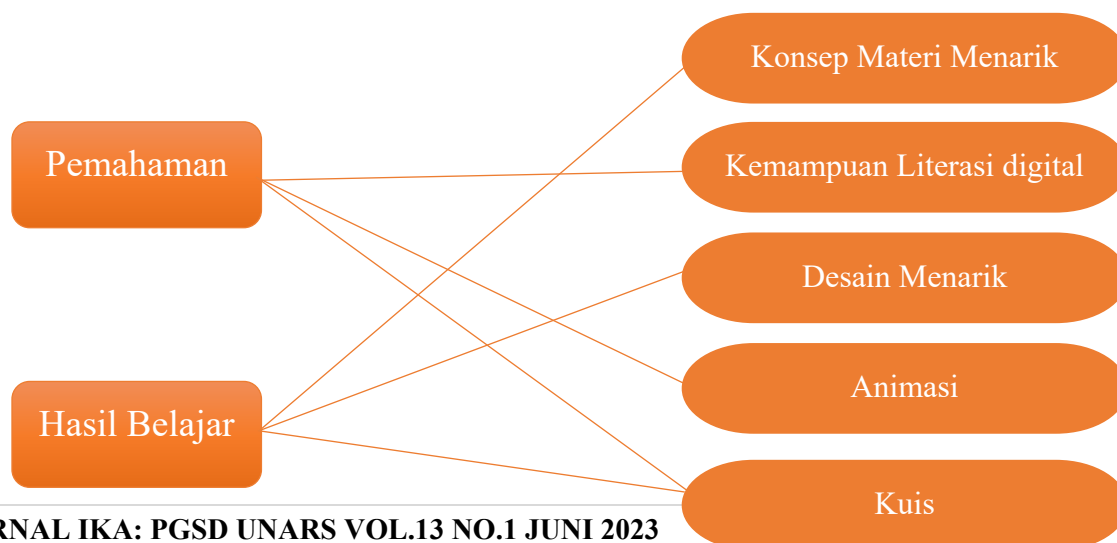 Konsep Materi Menarik
Pemahaman
Kemampuan Literasi digital
Desain Menarik
Animasi
Hasil Belajar
Kuis
RNAL IKA: PGSD UNARS VOL.13 NO.1 JUNI 2023